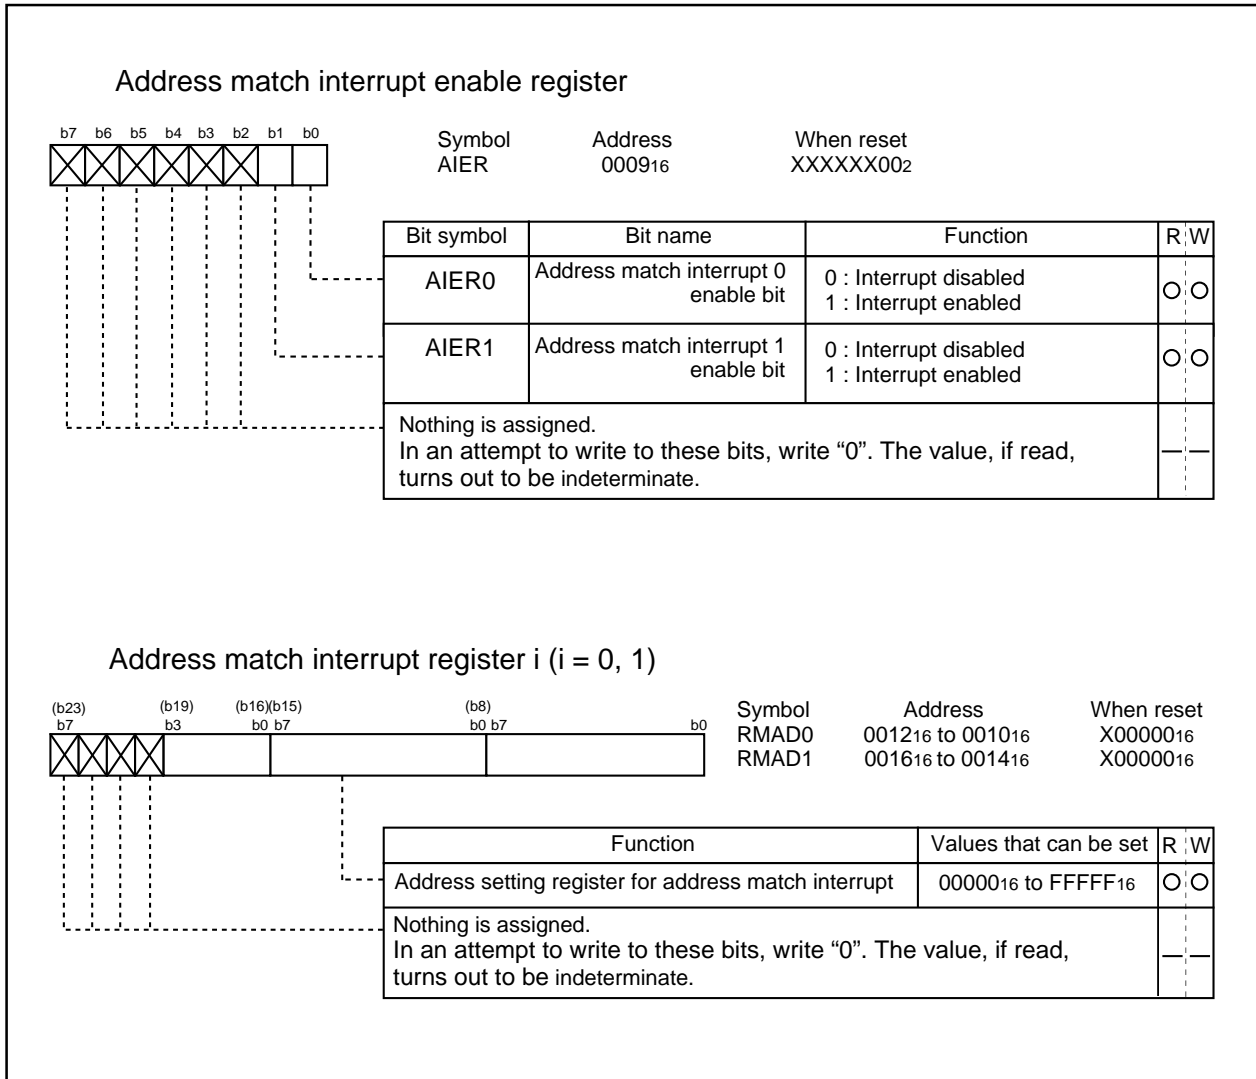 Address match interrupt enable register
b7 b6 b5 b4 b3 b2 b1 b0
Symbol Address When reset
AIER 000916 XXXXXX002
Bit symbol Bit name Function R W
AIER0 Address match interrupt 0 enable bit 0 : Interrupt disabled
1 : Interrupt enabled
AIER1 Address match interrupt 1 enable bit 0 : Interrupt disabled
1 : Interrupt enabled
Nothing is assigned.
In an attempt to write to these bits, write “0”. The value, if read,
turns out to be indeterminate.
Address match interrupt register i (i = 0, 1)
(b23) (b19) (b16)(b15) (b8)
b7 b3 b0 b7 b0 b7 b0
Symbol Address When reset
RMAD0 001216 to 001016 X0000016
RMAD1 001616 to 001416 X0000016
Function Values that can be set R W
Address setting register for address match interrupt 0000016 to FFFFF16
Nothing is assigned.
In an attempt to write to these bits, write “0”. The value, if read,
turns out to be indeterminate.